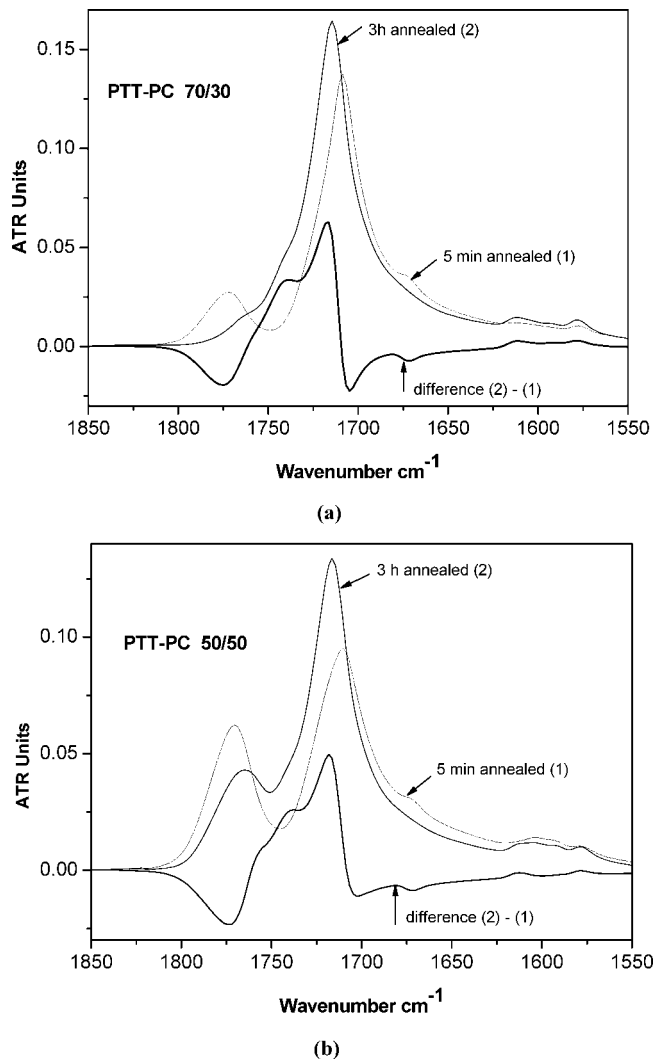 3h annealed (2)
0.15
PTT-PC 70/30
0.10
ATR Units
5 min annealed (1)
0.05
0.00
difference (2) - (1)
1850 1800 1750 1700 1650 1600 1550
Wavenumber cm⁻¹
(a)
3 h annealed (2)
PTT-PC 50/50
0.10
ATR Units
5 min annealed (1)
0.05
0.00
difference (2) - (1)
1850 1800 1750 1700 1650 1600 1550
Wavenumber cm⁻¹
(b)